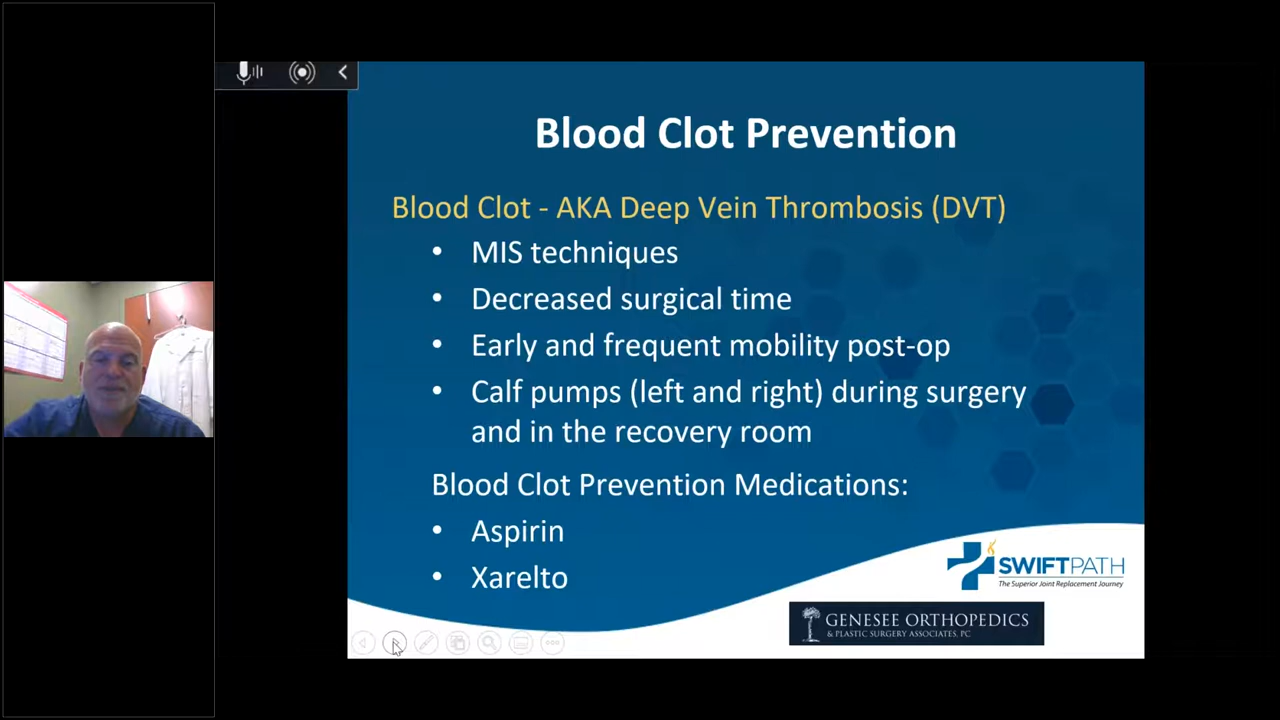 Blood Clot Prevention
Blood Clot - AKA Deep Vein Thrombosis (DVT)
• MIS techniques
• Decreased surgical time
• Early and frequent mobility post-op
• Calf pumps (left and right) during surgery
and in the recovery room
Blood Clot Prevention Medications:
• Aspirin
• Xarelto
SWIFTPATH
The Superior Joint Replacement Journey
GENESEE ORTHOPEDICS
& PLASTIC SURGERY ASSOCIATES, PC